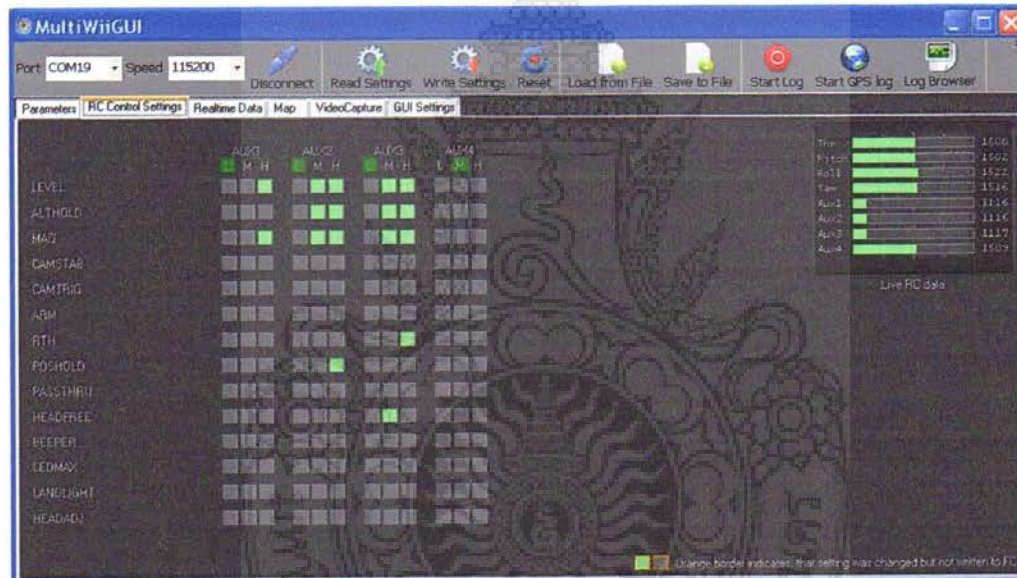 MultiWiiGUI
Port COM19 Speed 115200 Disconnect Read Settings Write Settings Reset Load from File Save to File Start Log Start GPS log Log Browser
Parameters RC Control Settings Realtime Data Map VideoCapture GUI Settings
AUX1 AUX2 AUX3 AUX4
L M H L M H L M H L M H
LEVEL
ALTHOLD
MAG
CAMSTAB
CAMTRIG
ARM
RTH
POSHOLD
PASSTHRU
HEADFREE
BEEPER
LEDMAX
LANDLIGHT
HEADADJ
Thr 1500
Pitch 1502
Roll 1522
Yaw 1516
Aux1 1116
Aux2 1116
Aux3 1117
Aux4 1509
Live RC data
Orange border indicates, that setting was changed but not written to FC